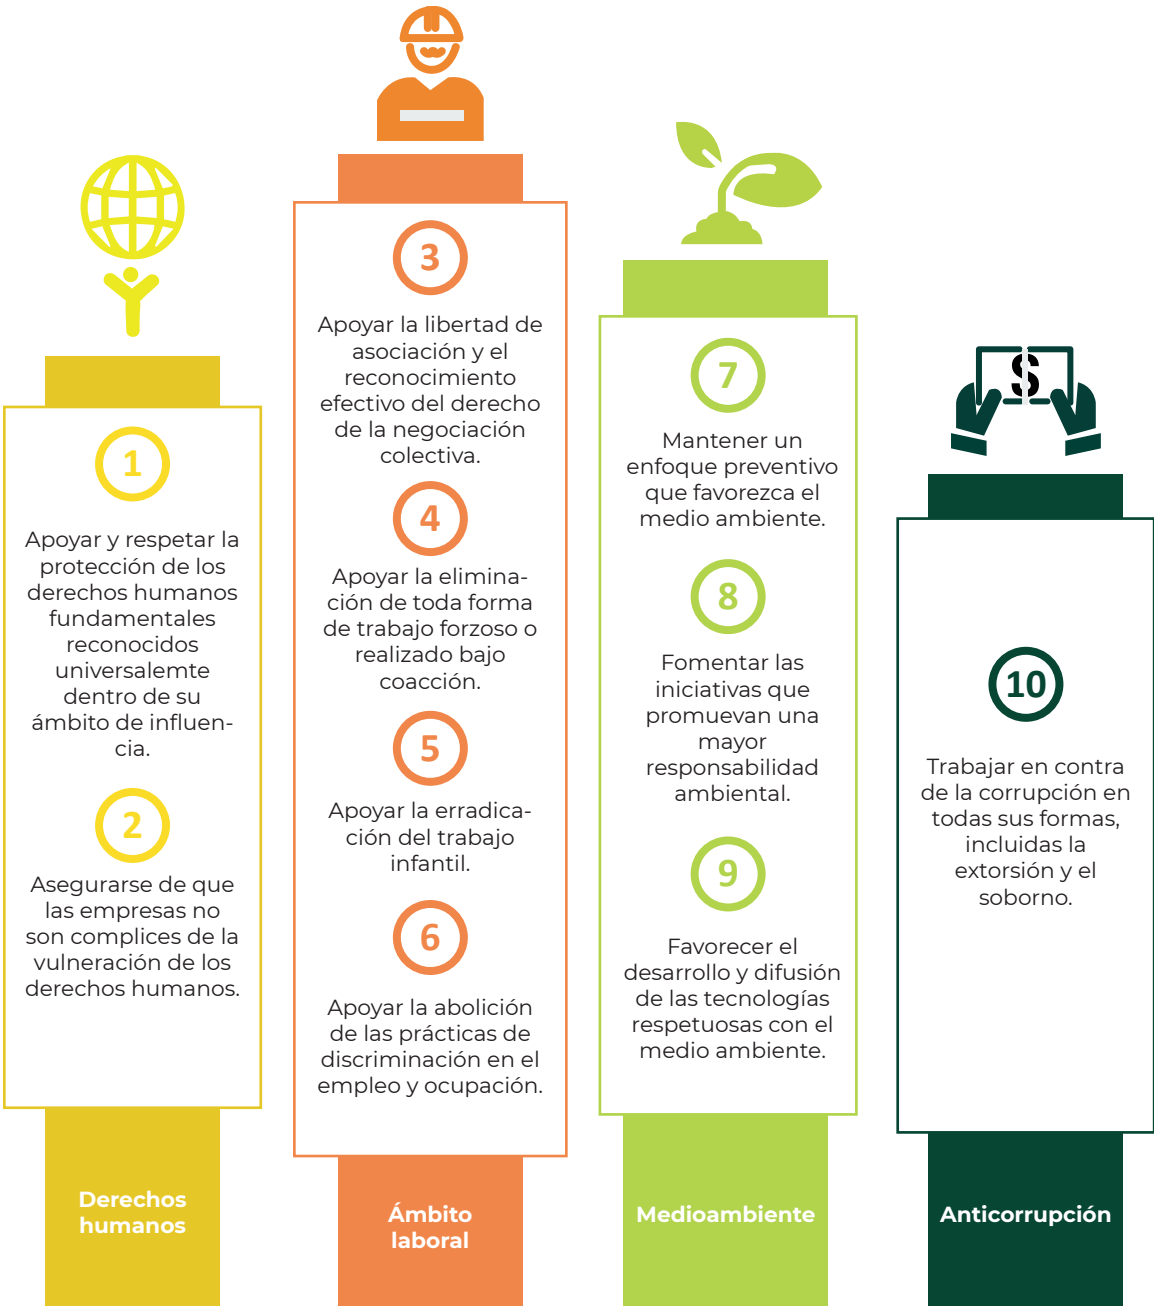 1
Apoyar y respetar la
protección de los
derechos humanos
fundamentales
reconocidos
universalemte
dentro de su
ámbito de influen-
cia.
2
Asegurarse de que
las empresas no
son complices de la
vulneración de los
derechos humanos.
Derechos
humanos
3
Apoyar la libertad de
asociación y el
reconocimiento
efectivo del derecho
de la negociación
colectiva.
4
Apoyar la elimina-
ción de toda forma
de trabajo forzoso o
realizado bajo
coacción.
5
Apoyar la erradica-
ción del trabajo
infantil.
6
Apoyar la abolición
de las prácticas de
discriminación en el
empleo y ocupación.
Ámbito
laboral
7
Mantener un
enfoque preventivo
que favorezca el
medio ambiente.
8
Fomentar las
iniciativas que
promuevan una
mayor
responsabilidad
ambiental.
9
Favorecer el
desarrollo y difusión
de las tecnologías
respetuosas con el
medio ambiente.
Medioambiente
$
10
Trabajar en contra
de la corrupción en
todas sus formas,
incluidas la
extorsión y el
soborno.
Anticorrupción